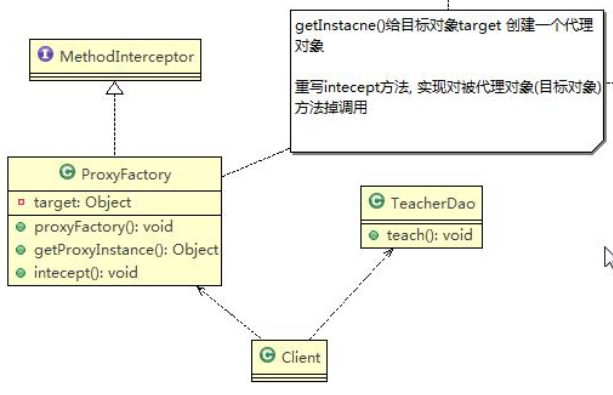 getInstacne()给目标对象target 创建一个代理
对象
重写intecept方法, 实现对被代理对象(目标对象)
方法掉调用
I MethodInterceptor
C ProxyFactory
target: Object
proxyFactory(): void
getProxyInstance(): Object
intecept(): void
C TeacherDao
teach(): void
C Client